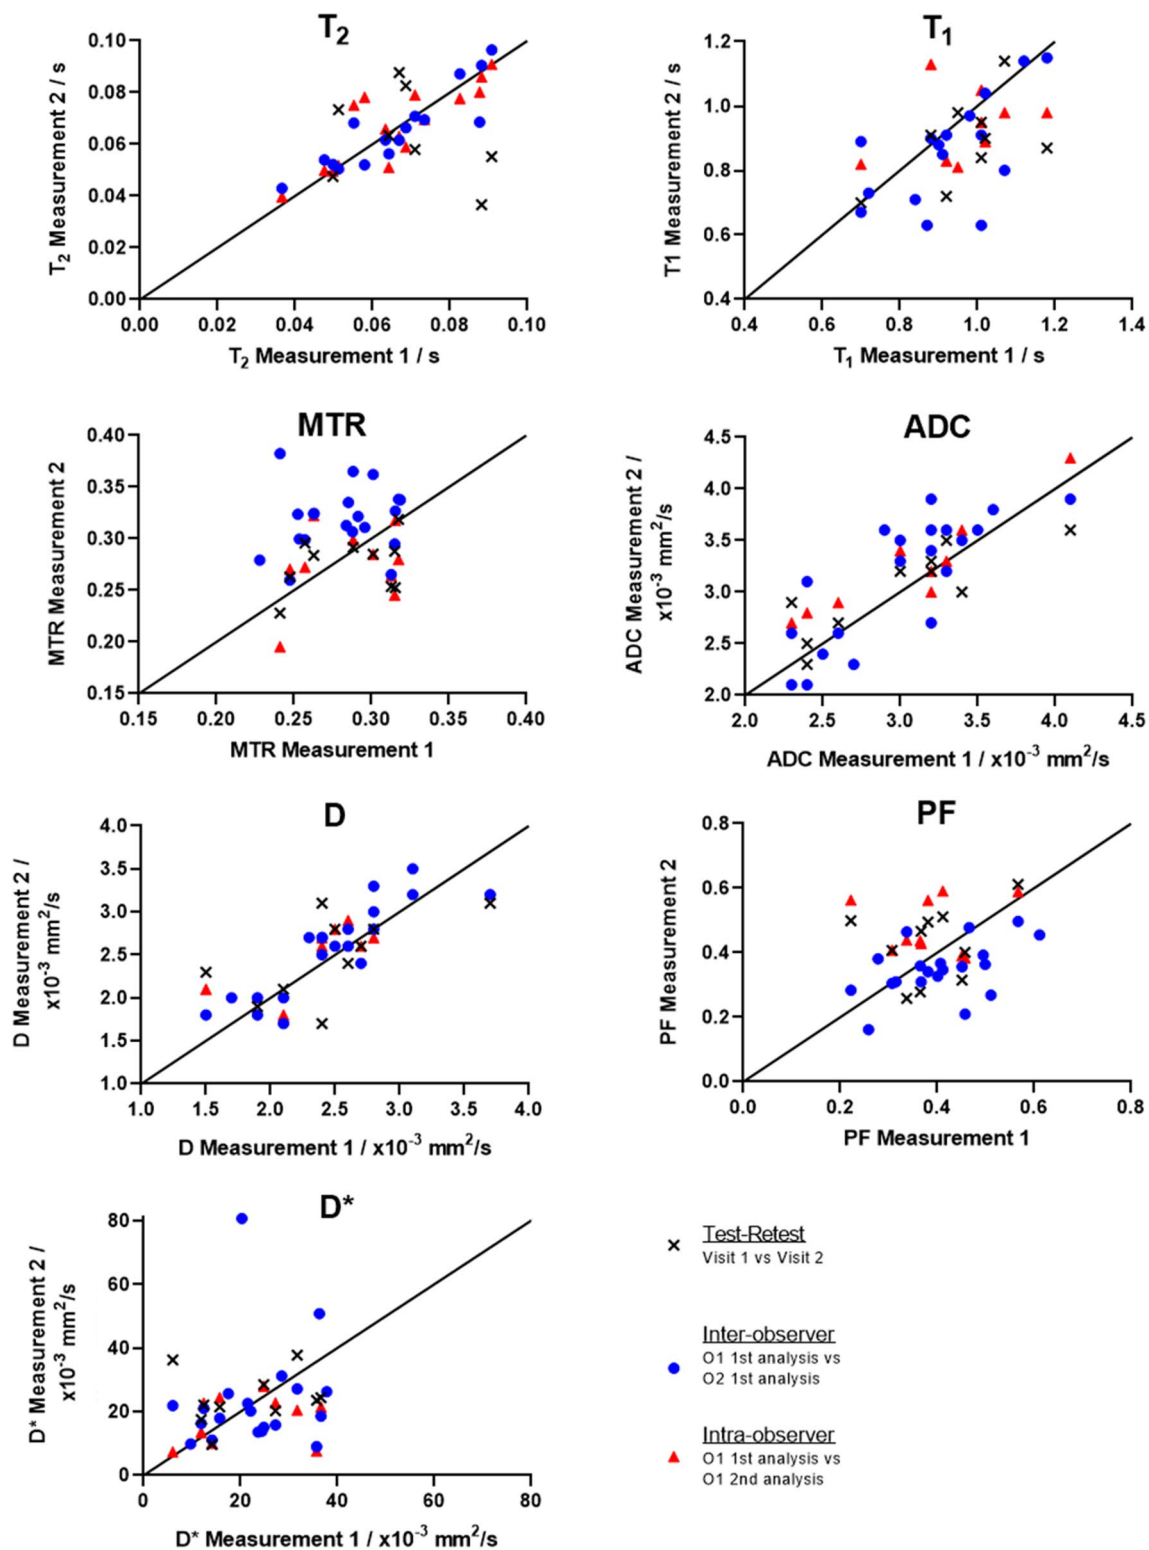 T2
T2 Measurement 2 / s
0.10
0.08
0.06
0.04
0.02
0.00
0.00 0.02 0.04 0.06 0.08 0.10
T2 Measurement 1 / s
T1
T1 Measurement 2 / s
1.2
1.0
0.8
0.6
0.4
0.4 0.6 0.8 1.0 1.2 1.4
T1 Measurement 1 / s
MTR
MTR Measurement 2
0.40
0.35
0.30
0.25
0.20
0.15
0.15 0.20 0.25 0.30 0.35 0.40
MTR Measurement 1
ADC
ADC Measurement 2 /
x10-3 mm2/s
4.5
4.0
3.5
3.0
2.5
2.0
2.0 2.5 3.0 3.5 4.0 4.5
ADC Measurement 1 / x10-3 mm2/s
D
D Measurement 2 /
x10-3 mm2/s
4.0
3.5
3.0
2.5
2.0
1.5
1.0
1.0 1.5 2.0 2.5 3.0 3.5 4.0
D Measurement 1 / x10-3 mm2/s
PF
PF Measurement 2
0.8
0.6
0.4
0.2
0.0
0.0 0.2 0.4 0.6 0.8
PF Measurement 1
D*
D* Measurement 2 /
x10-3 mm2/s
80
60
40
20
0
0 20 40 60 80
D* Measurement 1 / x10-3 mm2/s
Test-Retest
Visit 1 vs Visit 2
Inter-observer
O1 1st analysis vs
O2 1st analysis
Intra-observer
O1 1st analysis vs
O1 2nd analysis